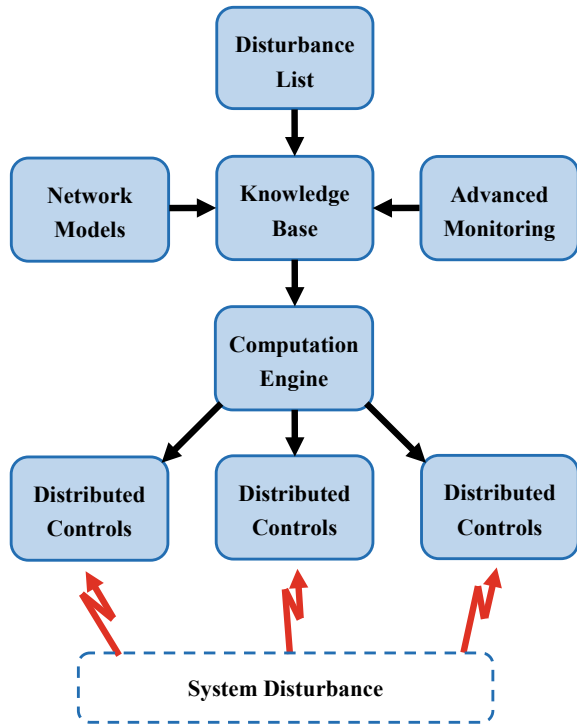 Disturbance
List
Network
Models
Knowledge
Base
Advanced
Monitoring
Computation
Engine
Distributed
Controls
Distributed
Controls
Distributed
Controls
System Disturbance